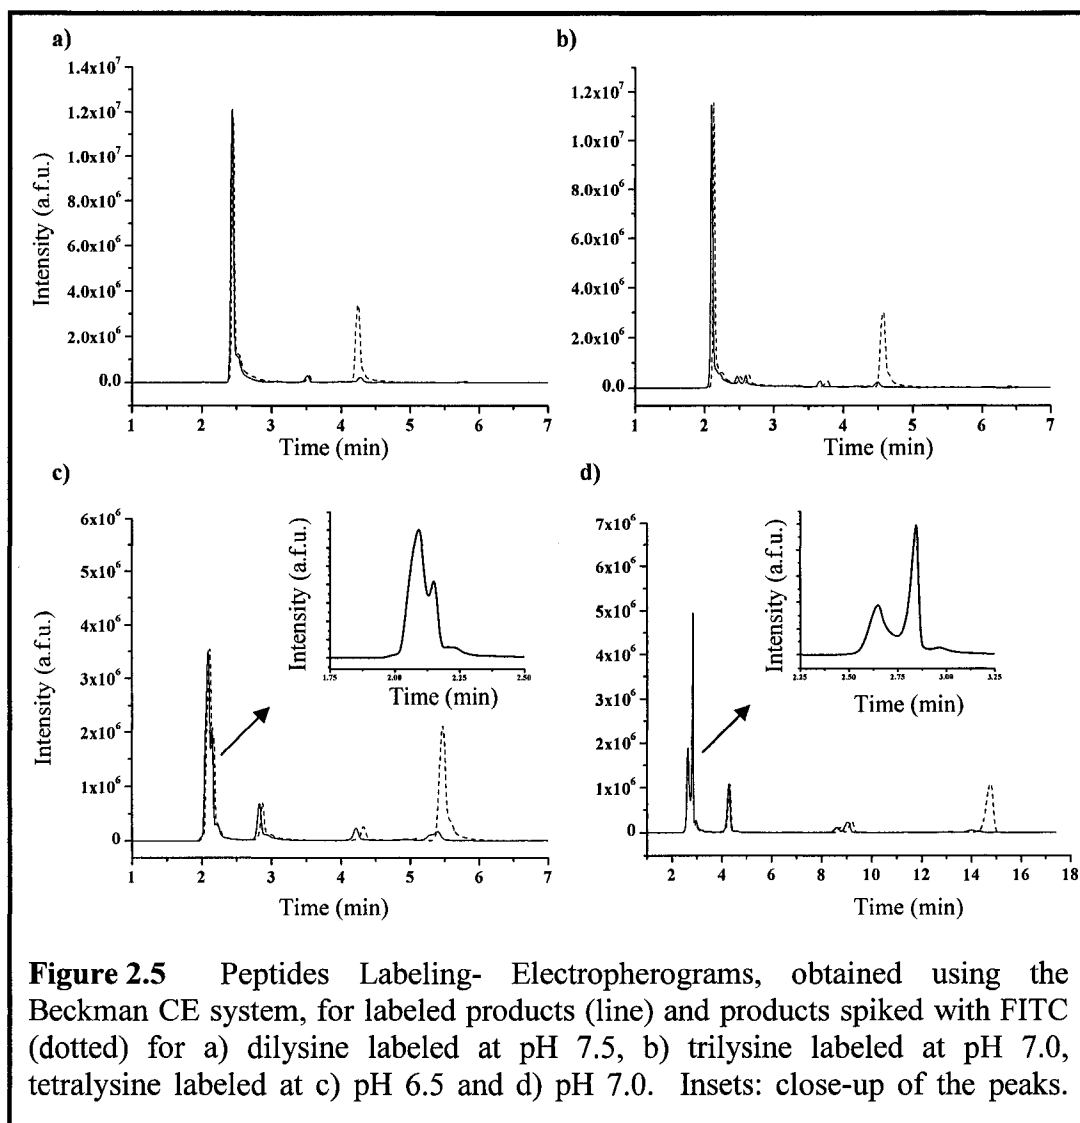 a)
1.4x10⁷
1.2x10⁷
1.0x10⁷
8.0x10⁶
6.0x10⁶
4.0x10⁶
2.0x10⁶
0.0
Intensity (a.f.u.)
1 2 3 4 5 6 7
Time (min)
b)
1.2x10⁷
1.0x10⁷
8.0x10⁶
6.0x10⁶
4.0x10⁶
2.0x10⁶
0.0
1 2 3 4 5 6 7
Time (min)
c)
6x10⁶
5x10⁶
4x10⁶
3x10⁶
2x10⁶
1x10⁶
0
Intensity (a.f.u.)
1 2 3 4 5 6 7
Time (min)
Intensity (a.f.u.)
1.75 2.00 2.25 2.50
Time (min)
d)
7x10⁶
6x10⁶
5x10⁶
4x10⁶
3x10⁶
2x10⁶
1x10⁶
0
2 4 6 8 10 12 14 16 18
Time (min)
Intensity (a.f.u.)
2.25 2.50 2.75 3.00 3.25
Time (min)
Figure 2.5 Peptides Labeling- Electropherograms, obtained using the
Beckman CE system, for labeled products (line) and products spiked with FITC
(dotted) for a) dilysine labeled at pH 7.5, b) trilysine labeled at pH 7.0,
tetralysine labeled at c) pH 6.5 and d) pH 7.0. Insets: close-up of the peaks.